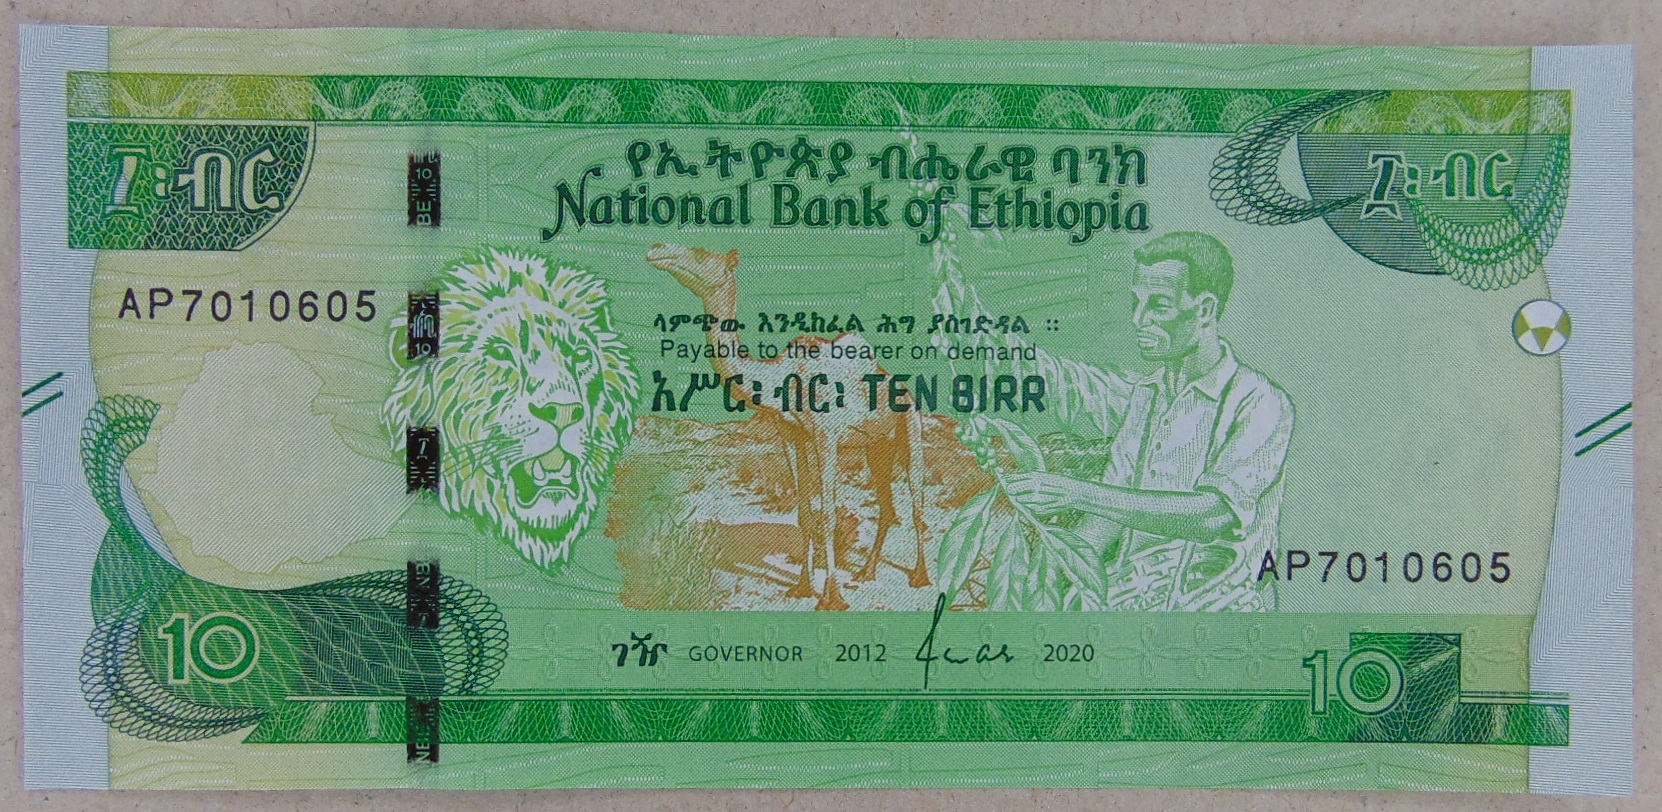 ፲፡ብር
፲፡ብር
የኢትዮጵያ ብሔራዊ ባንክ
National Bank of Ethiopia
AP7010605
ላምጭው እንዲከፈል ሕግ ያስገድዳል ።
Payable to the bearer on demand
አሥር፡ ብር፡ TEN BIRR
AP7010605
10
ገዥ GOVERNOR 2012 2020
10